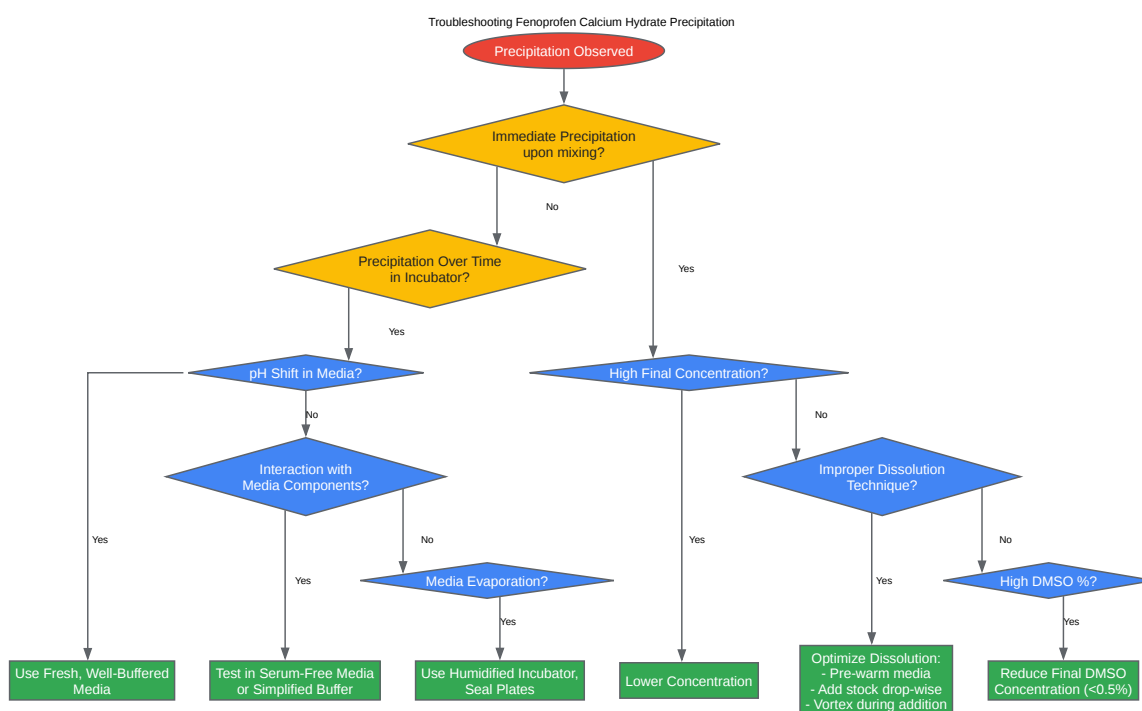 Troubleshooting Fenoprofen Calcium Hydrate Precipitation
Precipitation Observed
Immediate Precipitation
upon mixing?
No
Yes
Precipitation Over Time
in Incubator?
Yes
pH Shift in Media?
High Final Concentration?
No
No
Interaction with
Media Components?
Improper Dissolution
Technique?
Yes
No
Yes
No
Yes
Yes
Media Evaporation?
High DMSO %?
Yes
Yes
Use Fresh, Well-Buffered
Media
Test in Serum-Free Media
or Simplified Buffer
Use Humidified Incubator,
Seal Plates
Lower Concentration
Optimize Dissolution:
- Pre-warm media
- Add stock drop-wise
- Vortex during addition
Reduce Final DMSO
Concentration (<0.5%)